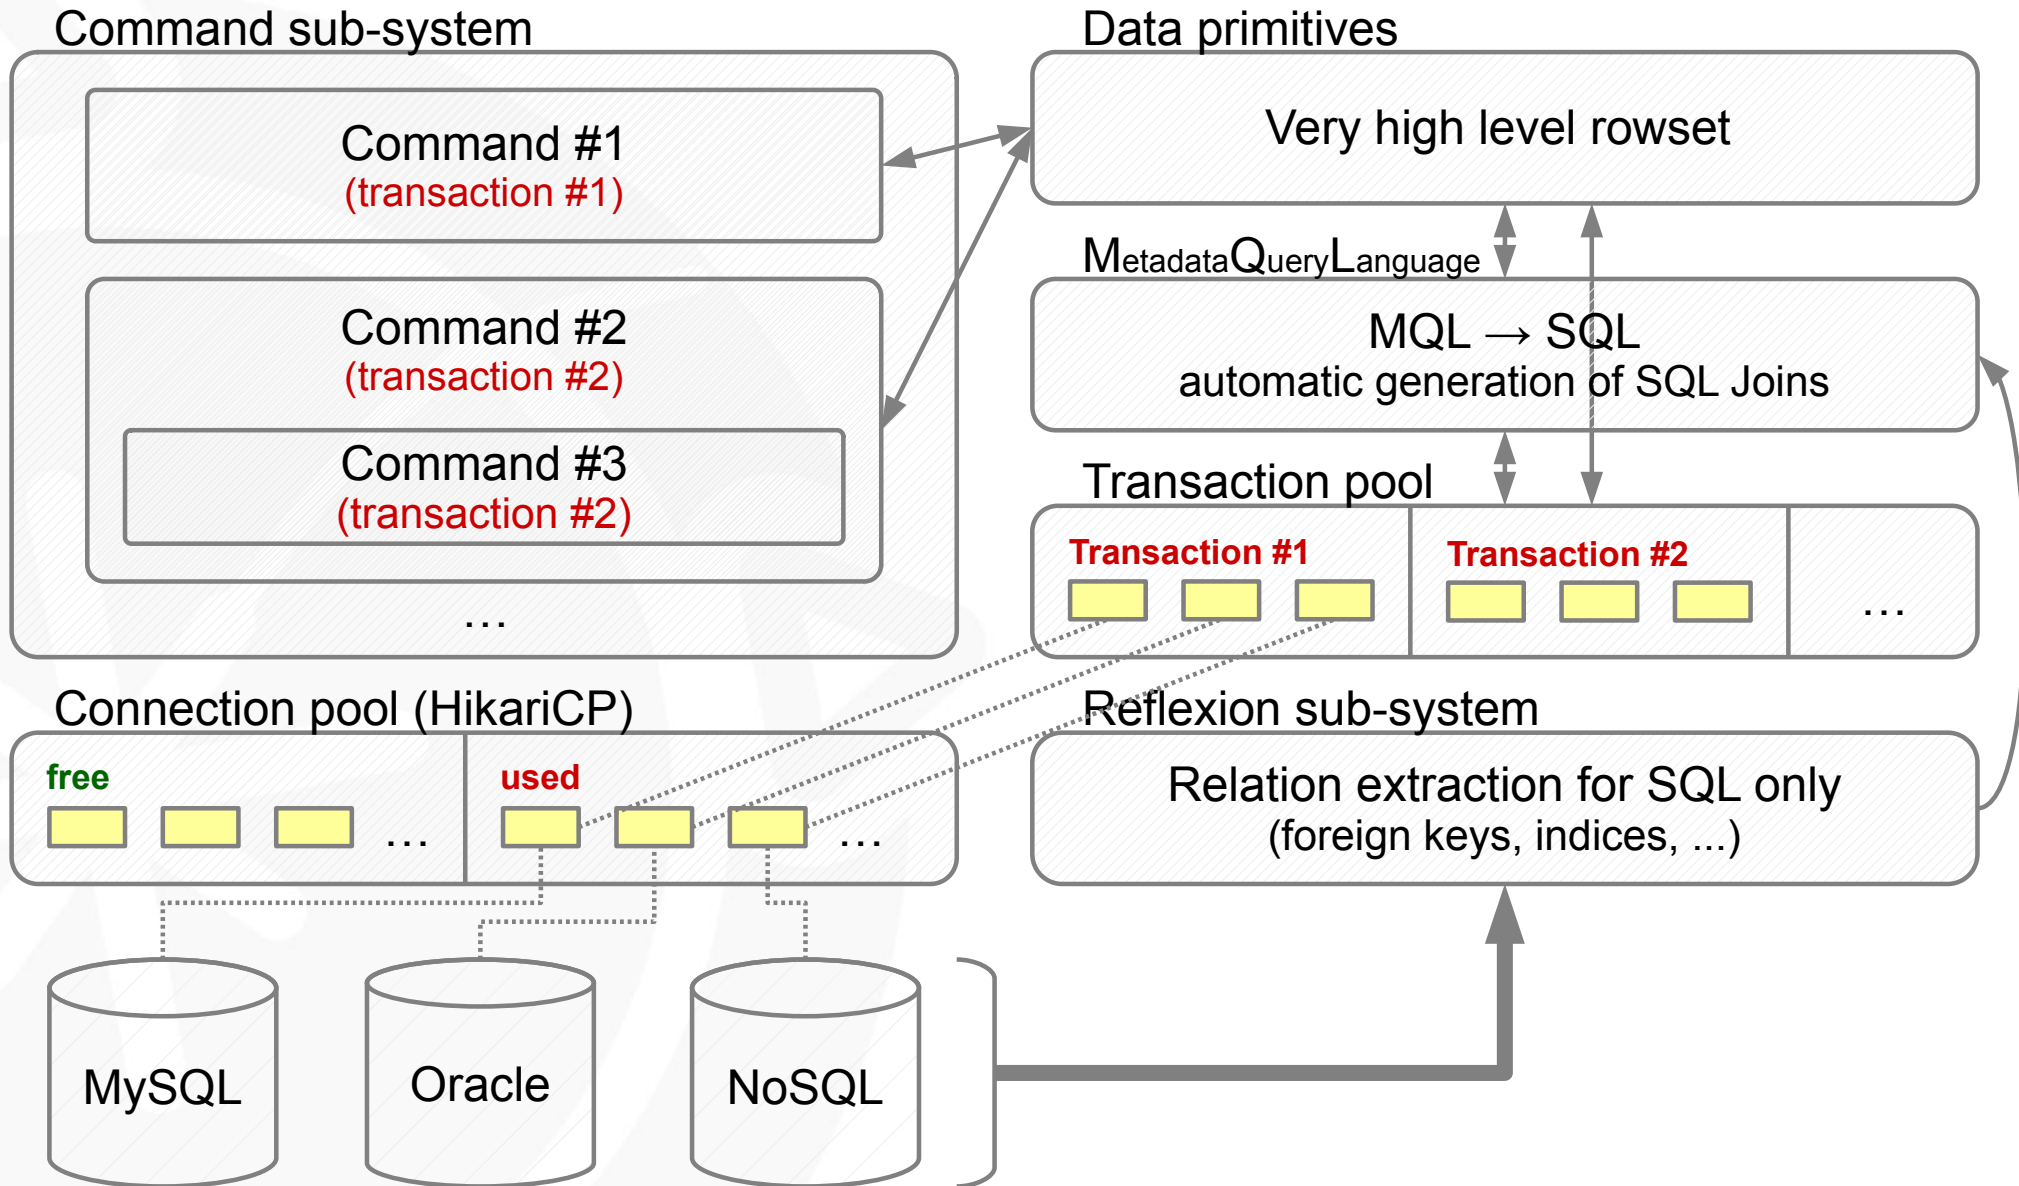 Command sub-system
Command #1
(transaction #1)
Command #2
(transaction #2)
Command #3
(transaction #2)
…
Data primitives
Very high level rowset
MetadataQueryLanguage
MQL → SQL
automatic generation of SQL Joins
Transaction pool
Transaction #1
Transaction #2
…
Connection pool (HikariCP)
free
…
used
…
Reflexion sub-system
Relation extraction for SQL only
(foreign keys, indices, ...)
MySQL
Oracle
NoSQL